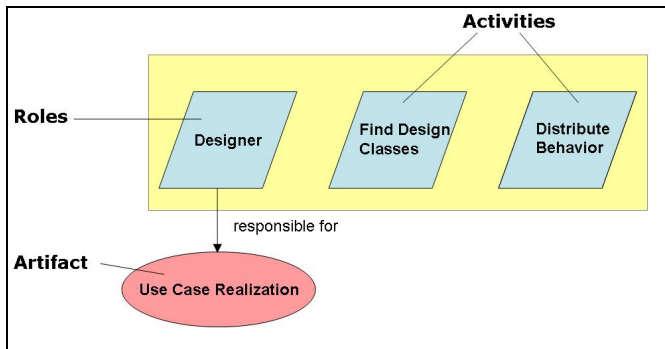 Activities
Roles
Designer
Find Design
Classes
Distribute
Behavior
responsible for
Artifact
Use Case Realization